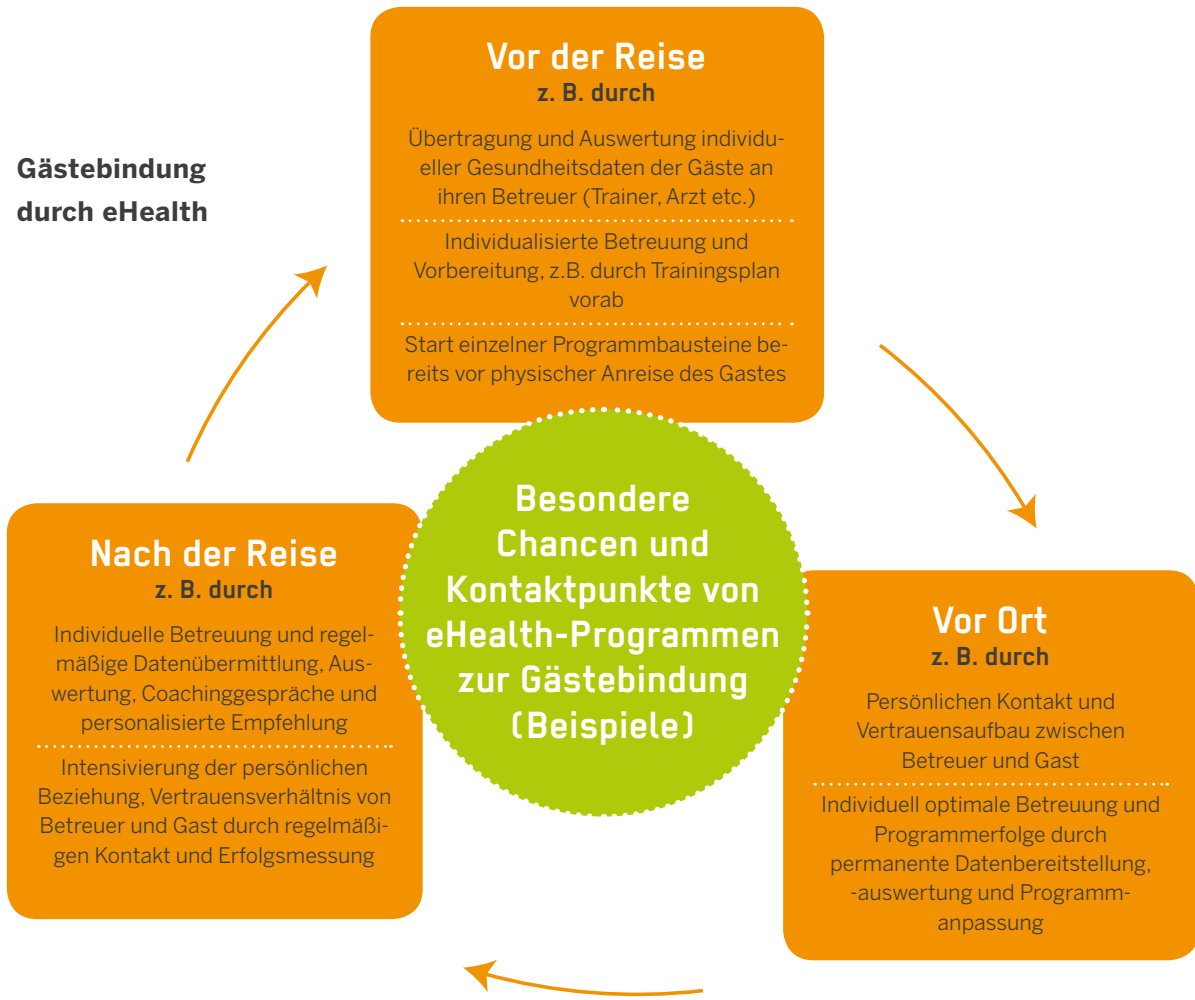 Gästebindung
durch eHealth
Vor der Reise
z. B. durch
Übertragung und Auswertung individu-
eller Gesundheitsdaten der Gäste an
ihren Betreuer (Trainer, Arzt etc.)
Individualisierte Betreuung und
Vorbereitung, z.B. durch Trainingsplan
vorab
Start einzelner Programmbausteine be-
reits vor physischer Anreise des Gastes
Besondere
Chancen und
Kontaktpunkte von
eHealth-Programmen
zur Gästebindung
(Beispiele)
Vor Ort
z. B. durch
Persönlichen Kontakt und
Vertrauensaufbau zwischen
Betreuer und Gast
Individuell optimale Betreuung und
Programmerfolge durch
permanente Datenbereitstellung,
-auswertung und Programm-
anpassung
Nach der Reise
z. B. durch
Individuelle Betreuung und regel-
mäßige Datenübermittlung, Aus-
wertung, Coachinggespräche und
personalisierte Empfehlung
Intensivierung der persönlichen
Beziehung, Vertrauensverhältnis von
Betreuer und Gast durch regelmäßi-
gen Kontakt und Erfolgsmessung